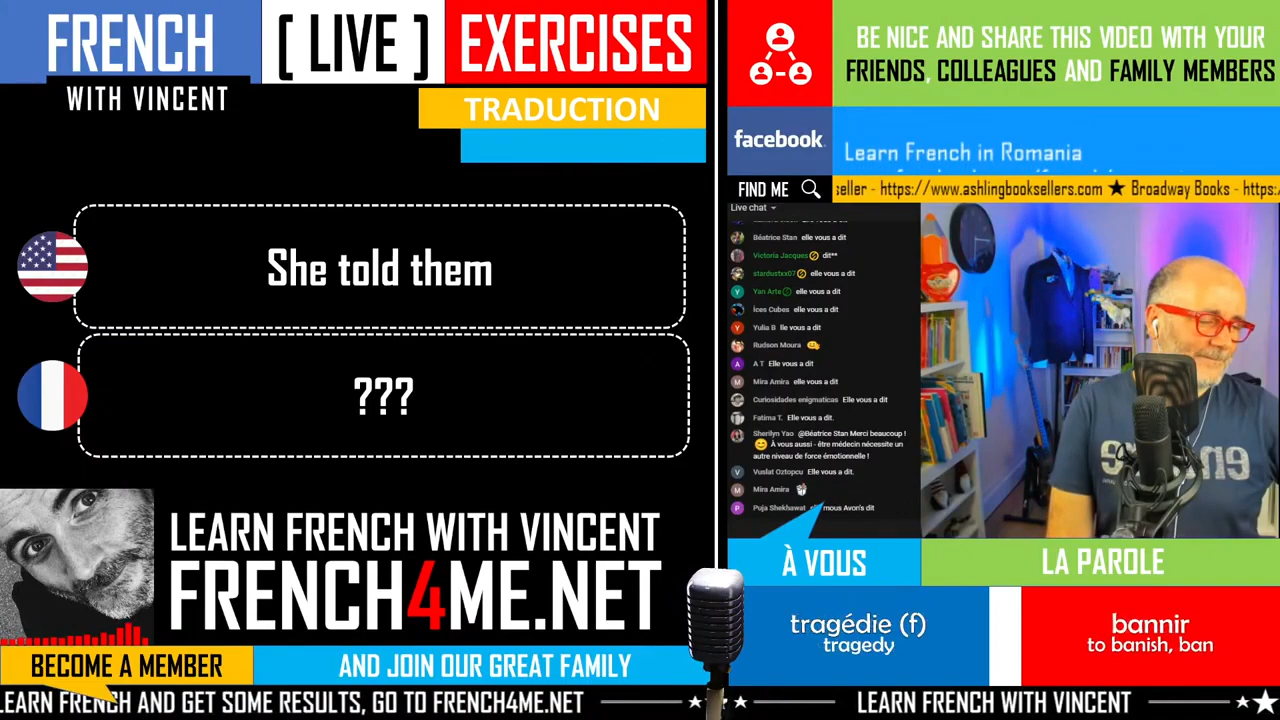 FRENCH
WITH VINCENT
[ LIVE ]
EXERCISES
TRADUCTION
She told them
???
LEARN FRENCH WITH VINCENT
FRENCH4ME.NET
BECOME A MEMBER
AND JOIN OUR GREAT FAMILY
BE NICE AND SHARE THIS VIDEO WITH YOUR
FRIENDS, COLLEAGUES AND FAMILY MEMBERS
facebook.
Learn French in Romania
FIND ME
seller - https://www.ashlingbooksellers.com ★ Broadway Books - https:
Live chat
Béatrice Stan elle vous a dit
Victoria Jacques dit**
stardustxx07 elle vous a dit
Y Yan Arte elle vous a dit
Íces Cubes elle vous a dit
Yulia B lle vous a dit
Rudson Moura
A A T Elle vous a dit
M Mira Amira elle vous a dit
Curiosidades enigmaticas Elle vous a dit
Fatima T. Elle vous a dit.
Sherilyn Yao @Béatrice Stan Merci beaucoup !
À vous aussi - être médecin nécessite un
autre niveau de force émotionnelle !
V Vuslat Oztopcu Elle vous a dit.
M Mira Amira
P Puja Shekhawat mous Avon's dit
À VOUS
LA PAROLE
tragédie (f)
tragedy
bannir
to banish, ban
LEARN FRENCH AND GET SOME RESULTS, GO TO FRENCH4ME.NET
LEARN FRENCH WITH VINCENT